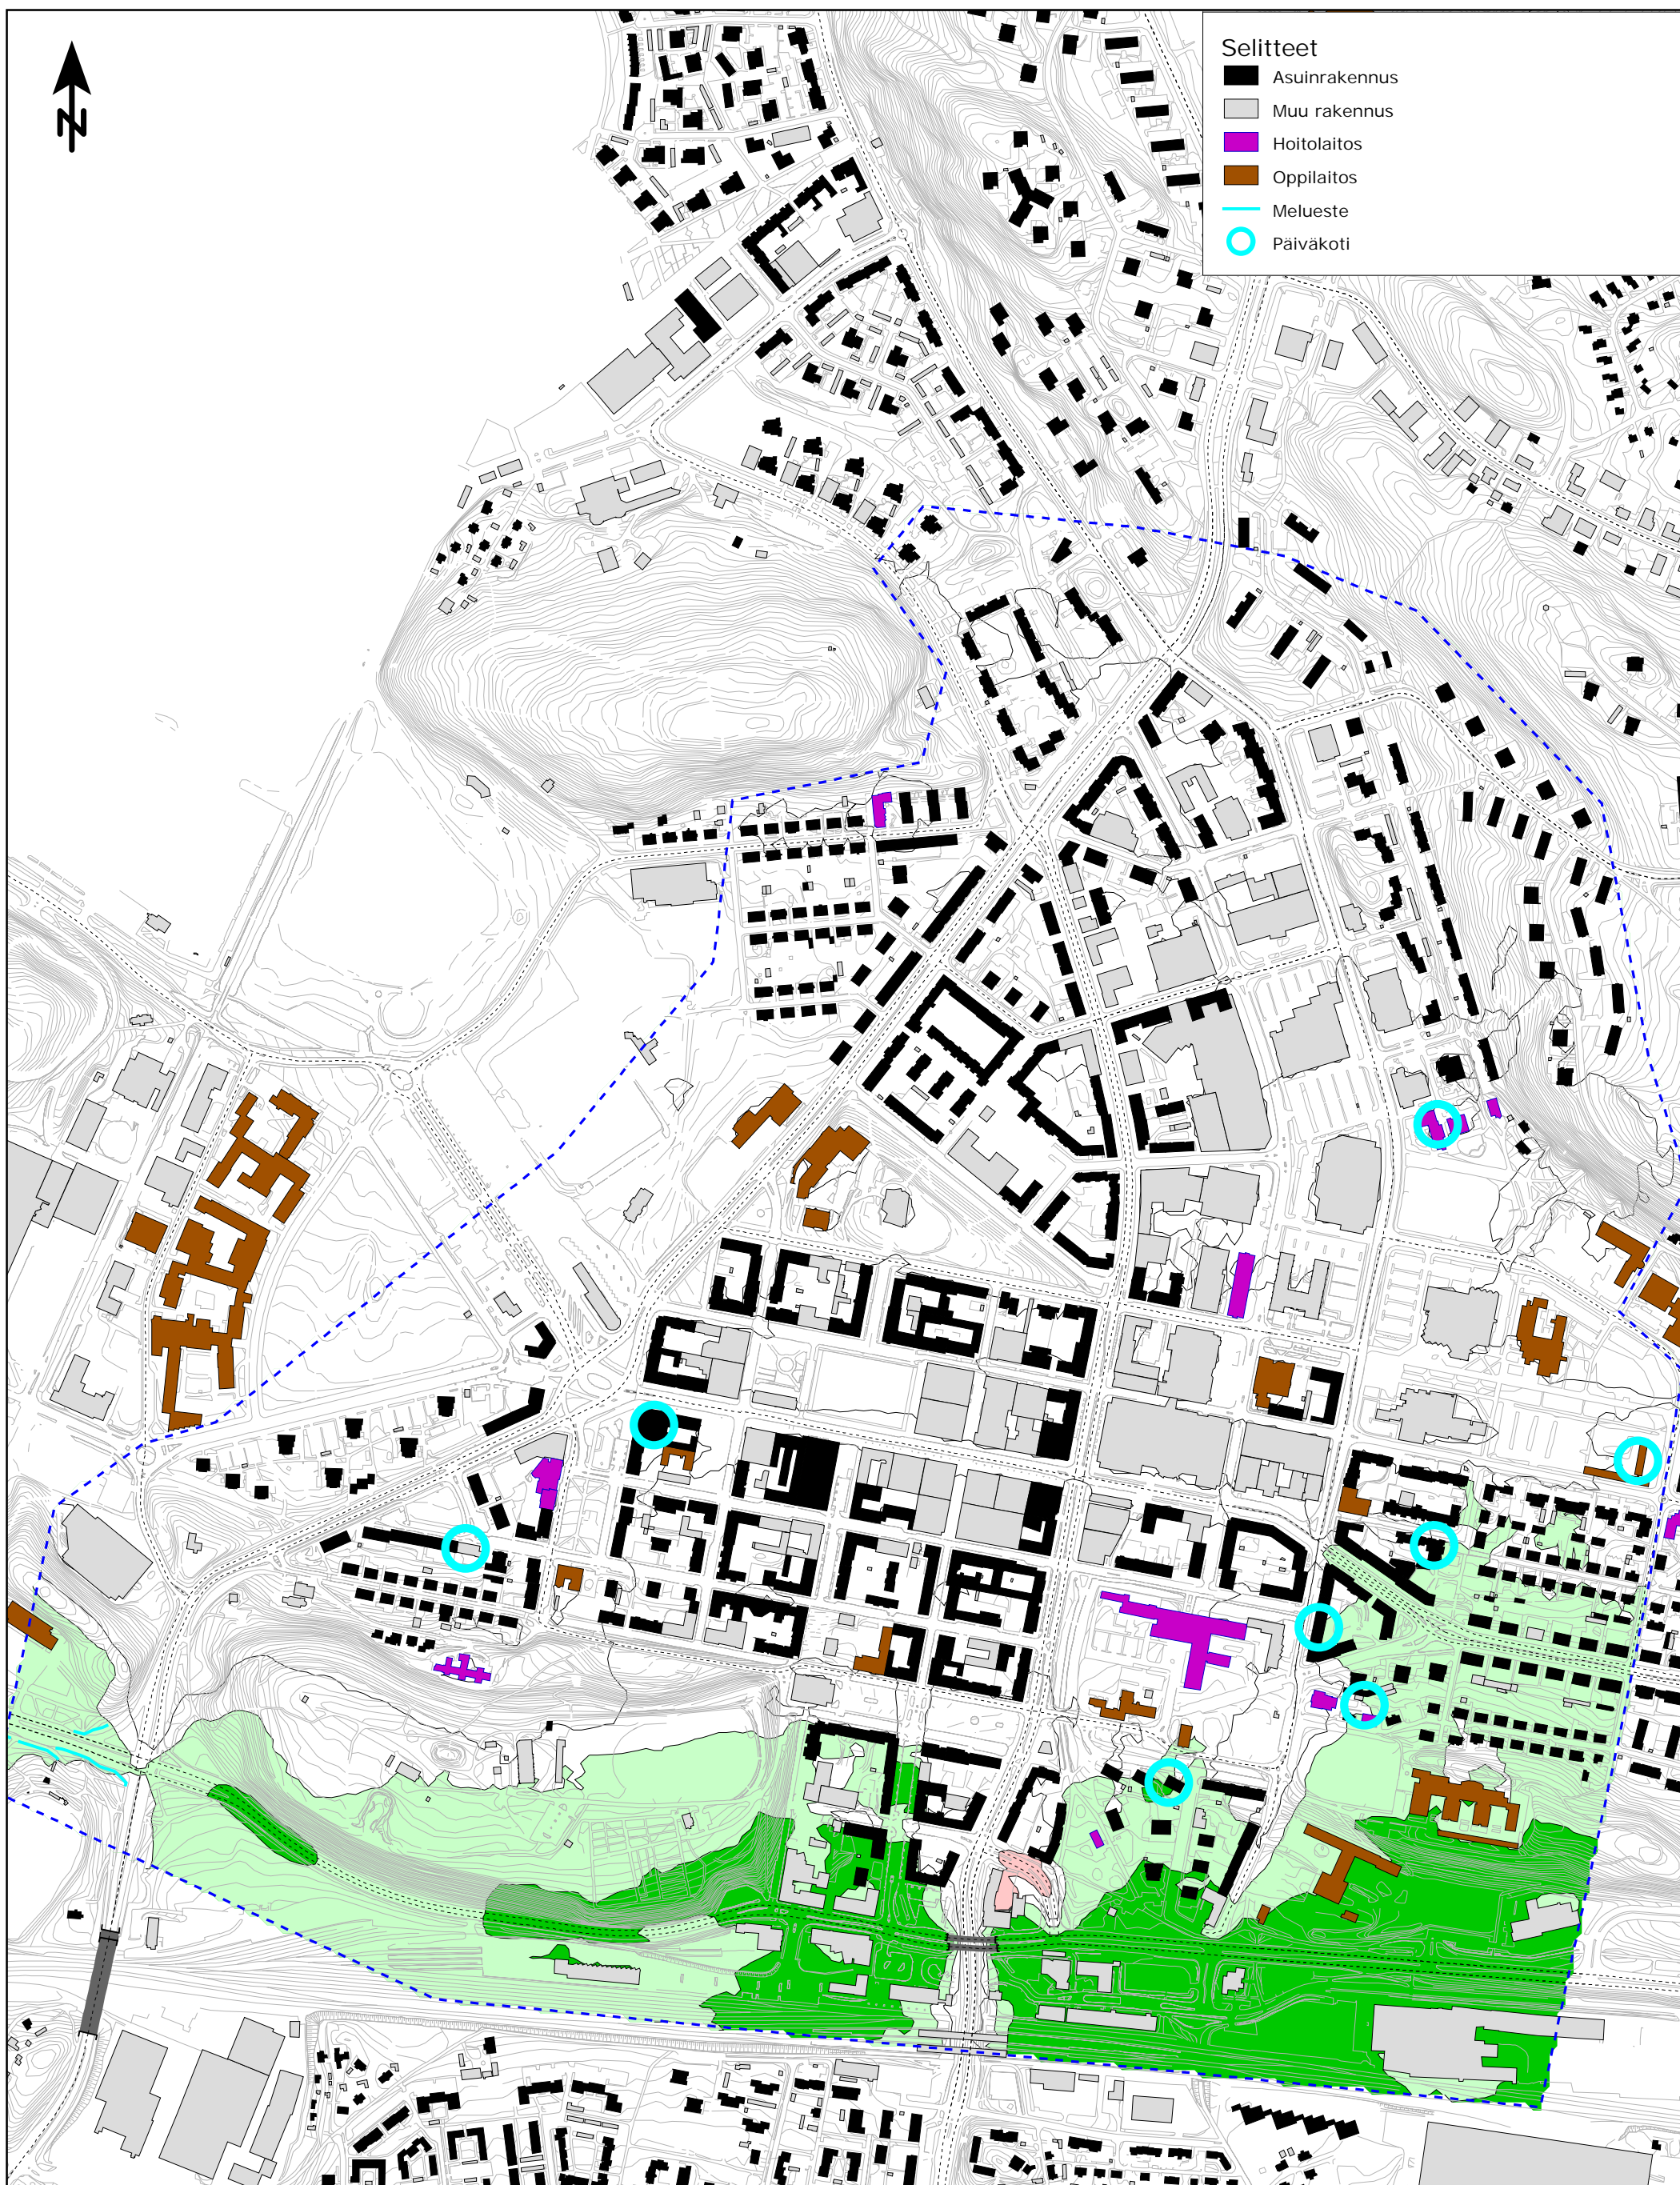 N
Selitteet
Asuinrakennus
Muu rakennus
Hoitolaitos
Oppilaitos
Melueste
Päiväkoti